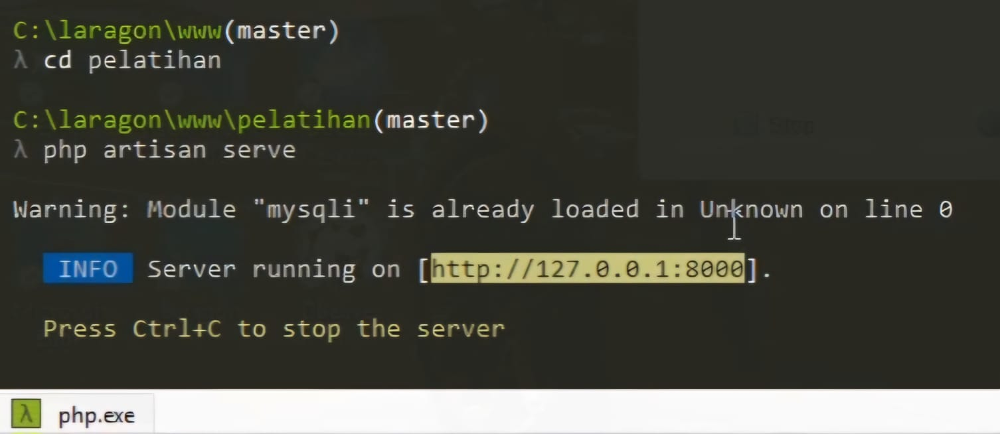 C:\laragon\www(master)
λ cd pelatihan
C:\laragon\www\pelatihan(master)
λ php artisan serve
Stop
Warning: Module "mysqli" is already loaded in Unknown on line 0
INFO Server running on [http://127.0.0.1:8000].
Press Ctrl+C to stop the server
λ php.exe